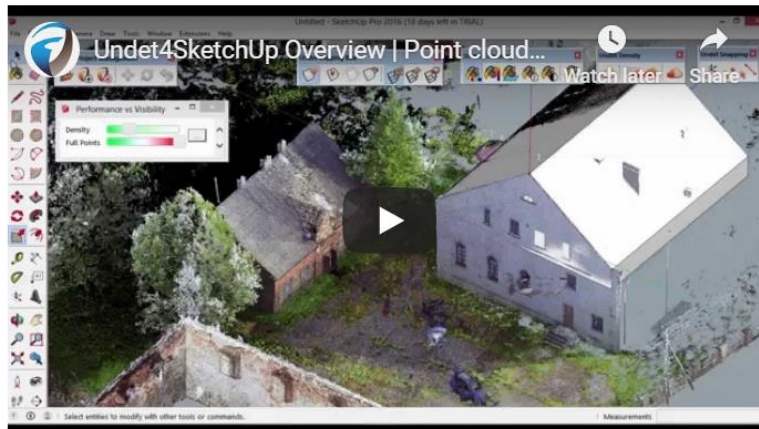 Untitled - SketchUp Pro 2016 (18 days left in TRIAL)
Undet4SketchUp Overview | Point cloud...
Watch later
Share
Performance vs Visibility
Density
Full Points
Select entities to modify with other tools or commands.
Measurements